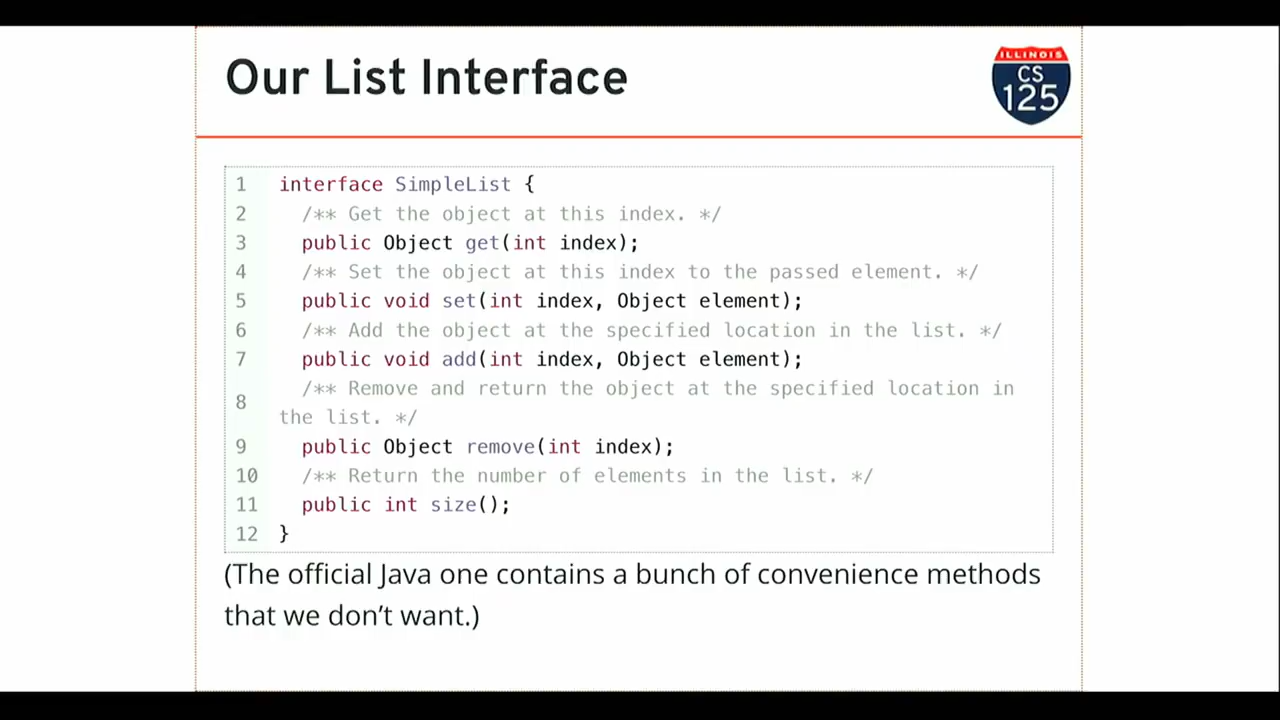 Our List Interface
ILLINOIS
CS
125
1 interface SimpleList {
2 /** Get the object at this index. */
3 public Object get(int index);
4 /** Set the object at this index to the passed element. */
5 public void set(int index, Object element);
6 /** Add the object at the specified location in the list. */
7 public void add(int index, Object element);
8 /** Remove and return the object at the specified location in
the list. */
9 public Object remove(int index);
10 /** Return the number of elements in the list. */
11 public int size();
12 }
(The official Java one contains a bunch of convenience methods
that we don’t want.)